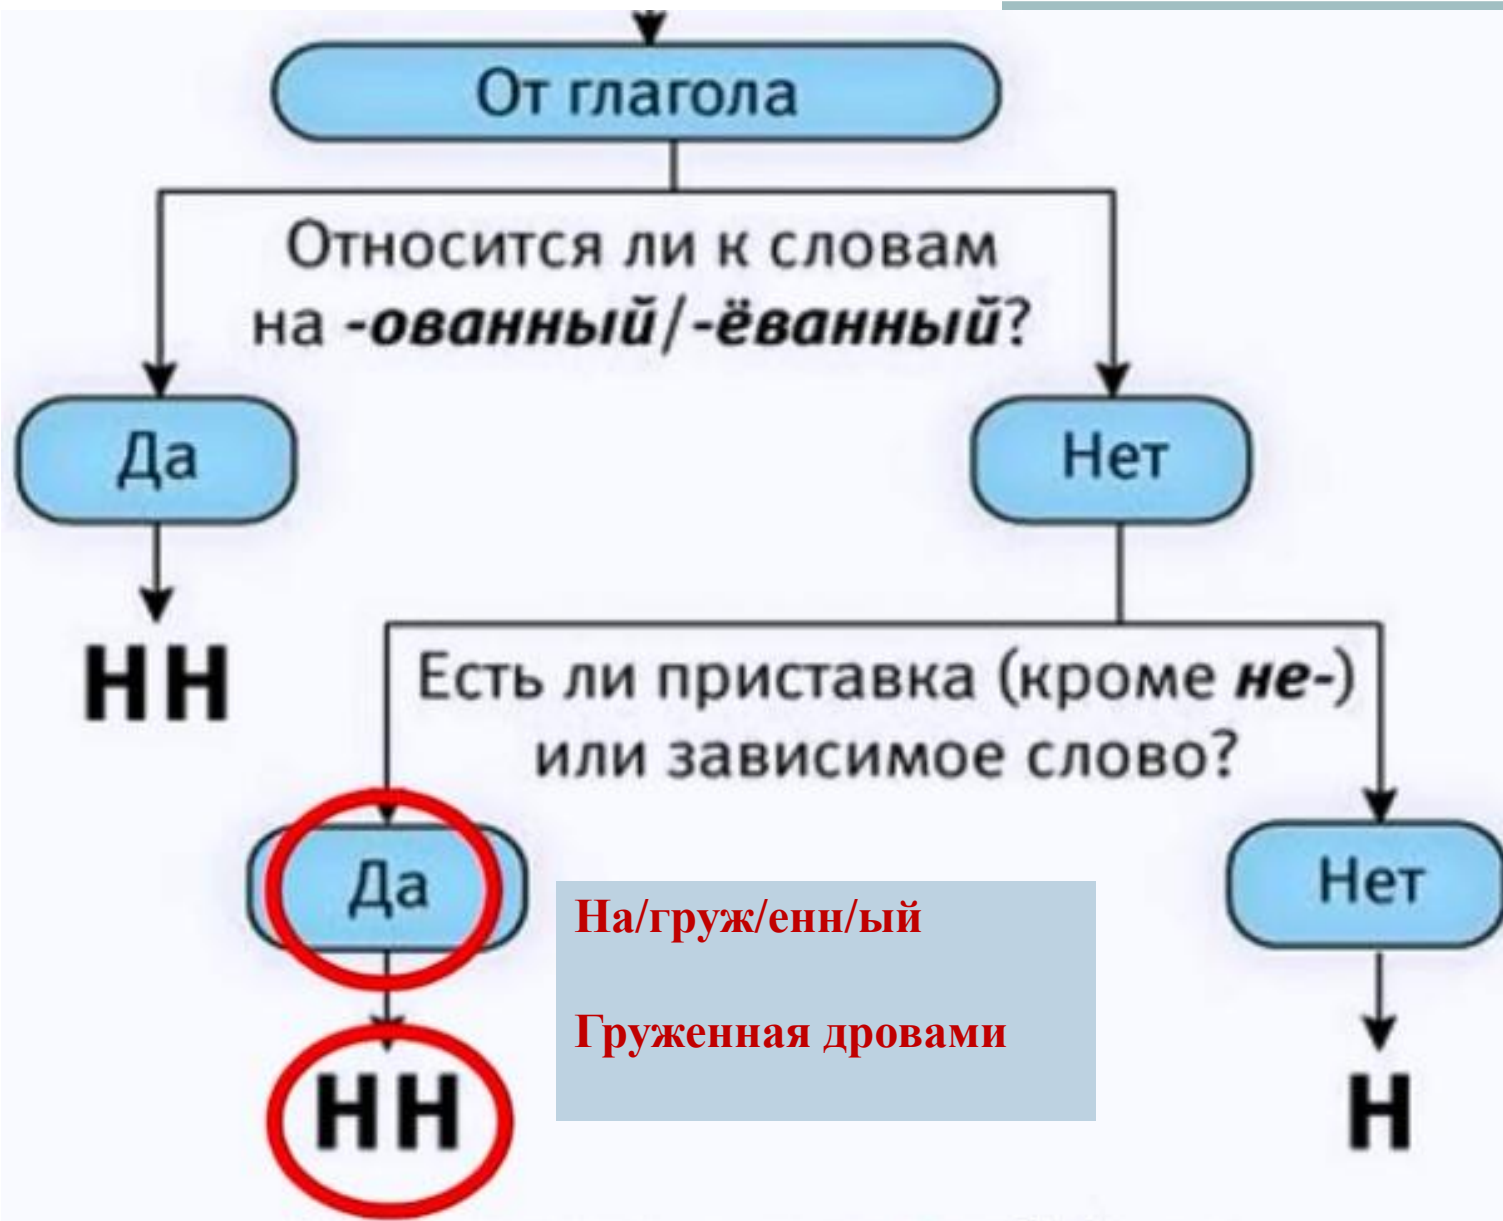 От глагола
Относится ли к словам
на -ованный/-ёванный?
Да
Нет
НН
Есть ли приставка (кроме не-)
или зависимое слово?
Да
Нет
На/груж/енн/ый
Груженная дровами
НН
Н